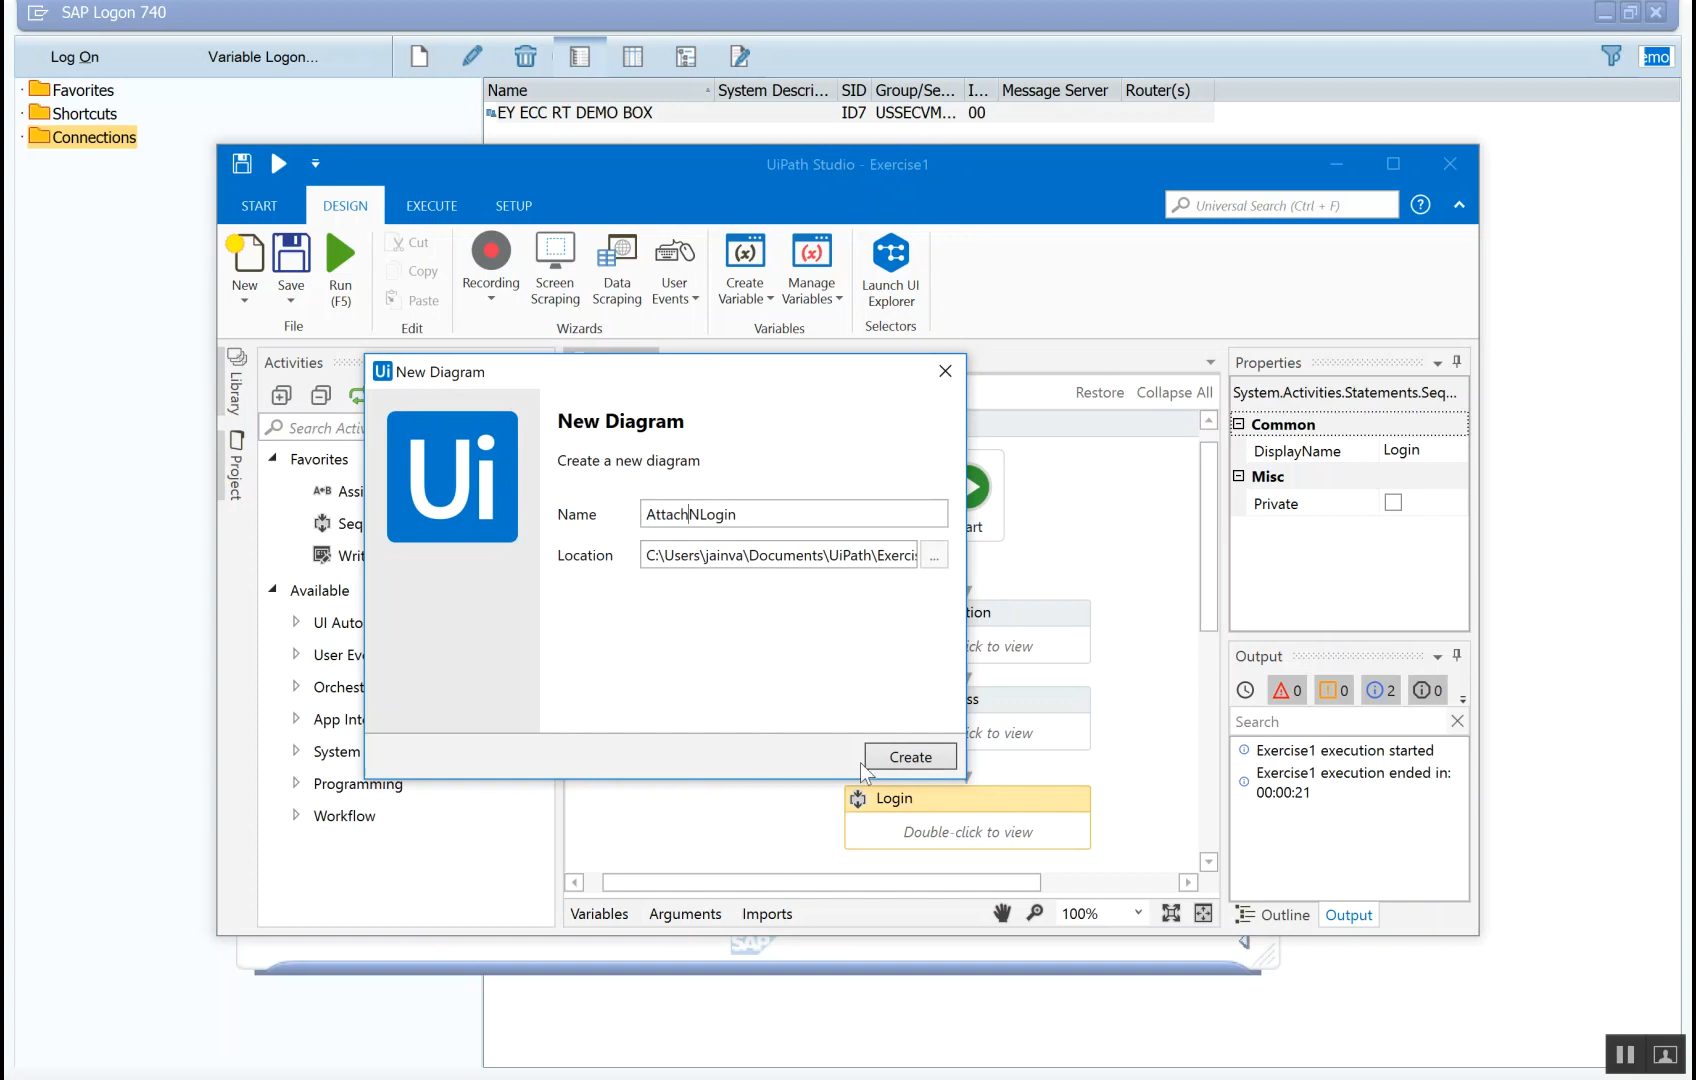 SAP Logon 740
Log On
Variable Logon...
emo
Favorites
Shortcuts
Connections
Name
System Descri...
SID
Group/Se...
I...
Message Server
Router(s)
EY ECC RT DEMO BOX
ID7
USSECVM...
00
UiPath Studio - Exercise1
START
DESIGN
EXECUTE
SETUP
Universal Search (Ctrl + F)
?
New
Save
Run
(F5)
File
Cut
Copy
Paste
Edit
Recording
Screen
Scraping
Data
Scraping
User
Events
Wizards
(x)
Create
Variable
(x)
Manage
Variables
Variables
Launch UI
Explorer
Selectors
Library
Project
Activities
Search Activ
Favorites
A+B Assi
Seq
Writ
Available
UI Auto
User Ev
Orchest
App Int
System
Programming
Workflow
Ui New Diagram
Ui
New Diagram
Create a new diagram
Name
AttachNLogin
Location
C:\Users\jainva\Documents\UiPath\Exercis
...
Create
Restore
Collapse All
art
tion
ick to view
ss
ick to view
Login
Double-click to view
Variables
Arguments
Imports
100%
Properties
System.Activities.Statements.Seq...
Common
DisplayName
Login
Misc
Private
Output
0
0
2
0
Search
Exercise1 execution started
Exercise1 execution ended in:
00:00:21
Outline
Output
SAP